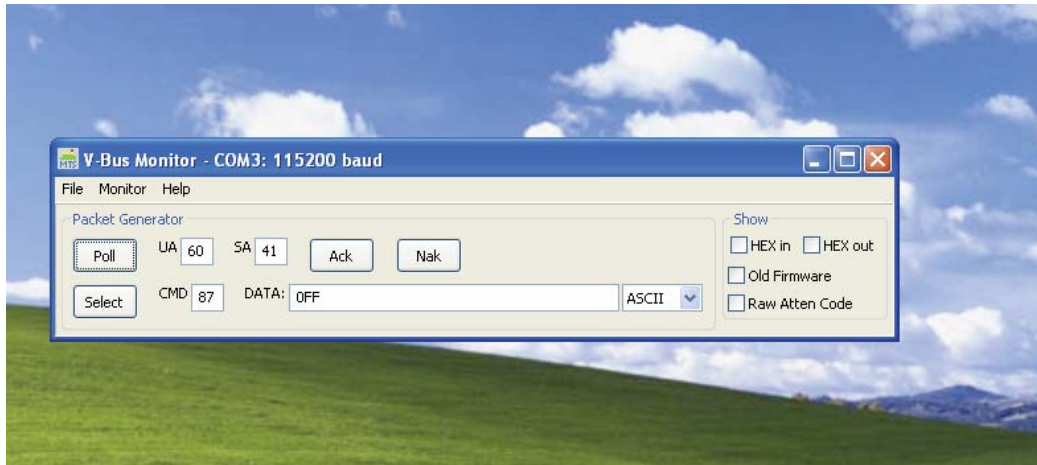 MTS V-Bus Monitor - COM3: 115200 baud
File Monitor Help
Packet Generator
Show
Poll UA 60 SA 41 Ack Nak
HEX in HEX out
Old Firmware
Select CMD 87 DATA: 0FF ASCII
Raw Atten Code